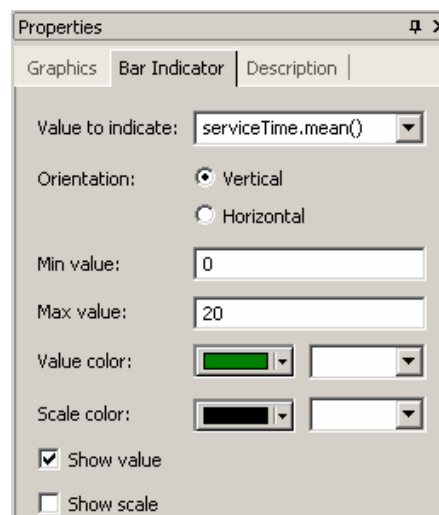 Properties
Graphics Bar Indicator Description
Value to indicate: serviceTime.mean()
Orientation: Vertical
Horizontal
Min value: 0
Max value: 20
Value color:
Scale color:
Show value
Show scale